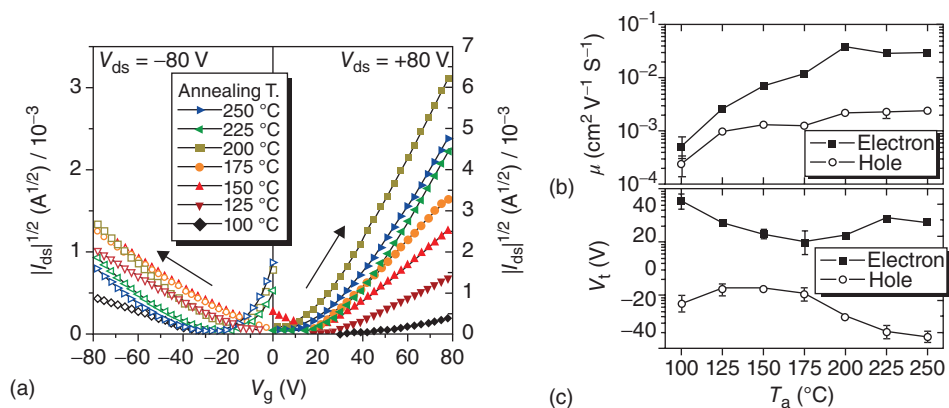 (a)
V_ds = −80 V
V_ds = +80 V
Annealing T.
250 °C
225 °C
200 °C
175 °C
150 °C
125 °C
100 °C
|I_ds|^1/2 (A^1/2) / 10^−3
3
2
1
0
|I_ds|^1/2 (A^1/2) / 10^−3
7
6
5
4
3
2
1
0
−80 −60 −40 −20 0 20 40 60 80
V_g (V)
(b)
μ (cm^2 V^−1 S^−1)
10^−1
10^−2
10^−3
10^−4
Electron
Hole
(c)
V_t (V)
40
20
0
−20
−40
Electron
Hole
100 125 150 175 200 225 250
T_a (°C)